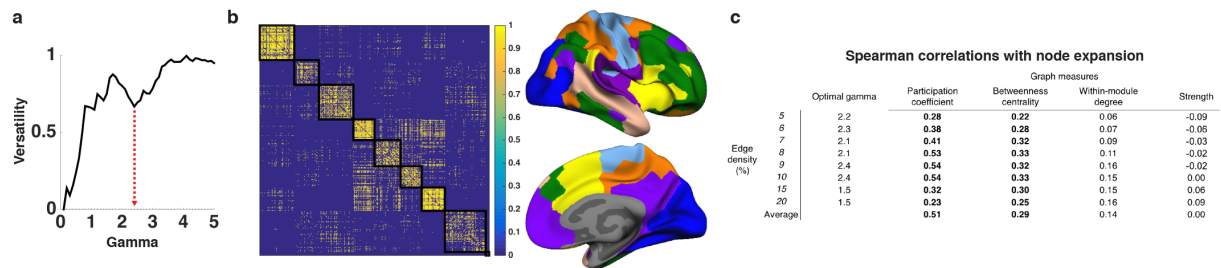 a
Versatility
1
0.5
0
0 1 2 3 4 5
Gamma
b
1
0.9
0.8
0.7
0.6
0.5
0.4
0.3
0.2
0.1
0
c
Spearman correlations with node expansion
Graph measures
Optimal gamma Participation coefficient Betweenness centrality Within-module degree Strength
Edge density (%)
5 2.2 0.28 0.22 0.06 -0.09
6 2.3 0.38 0.28 0.07 -0.06
7 2.1 0.41 0.32 0.09 -0.03
8 2.1 0.53 0.33 0.11 -0.02
9 2.4 0.54 0.32 0.16 -0.02
10 2.4 0.54 0.33 0.15 0.00
15 1.5 0.32 0.30 0.15 0.06
20 1.5 0.23 0.25 0.16 0.09
Average 0.51 0.29 0.14 0.00